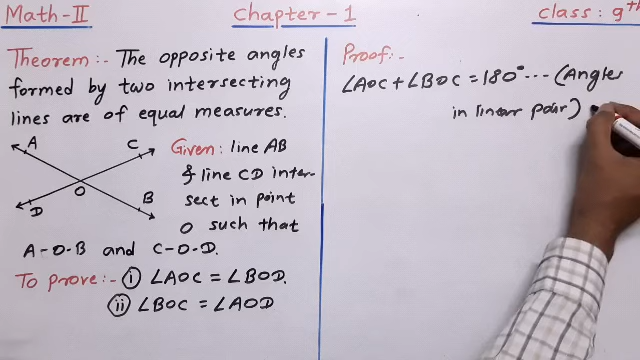 Math-II Chapter-1 class: 9th
Theorem:- The opposite angles
formed by two intersecting
lines are of equal measures.
A
C
O
D
B
Given: line AB
& line CD inter-
sect in point
O such that
A-O-B and C-O-D.
To prove:- (i) ∠AOC = ∠BOD.
(ii) ∠BOC = ∠AOD
Proof:-
∠AOC + ∠BOC = 180° --- (Angles
in linear pair)